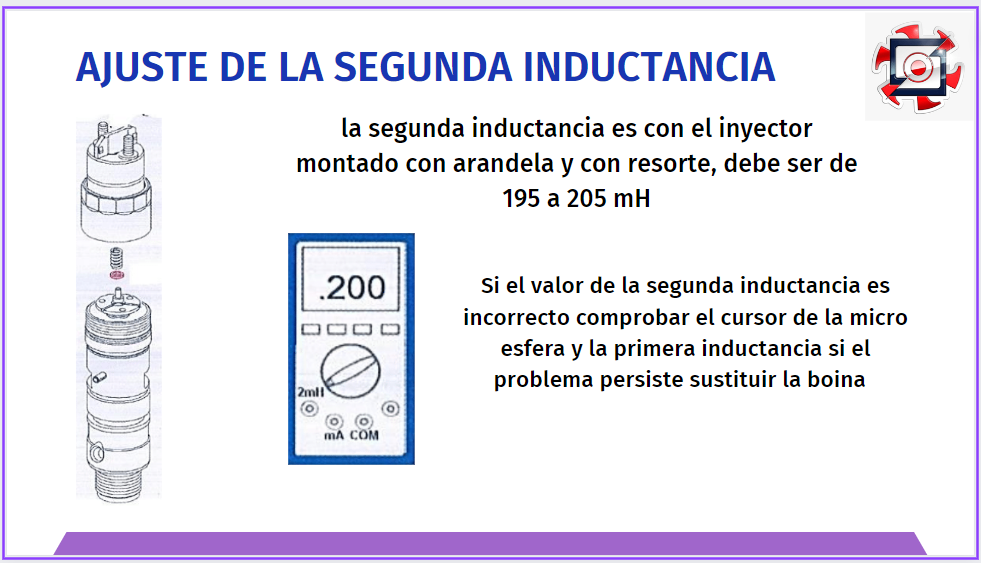 AJUSTE DE LA SEGUNDA INDUCTANCIA
la segunda inductancia es con el inyector
montado con arandela y con resorte, debe ser de
195 a 205 mH
.200
2mH
mA COM
Si el valor de la segunda inductancia es
incorrecto comprobar el cursor de la micro
esfera y la primera inductancia si el
problema persiste sustituir la boina